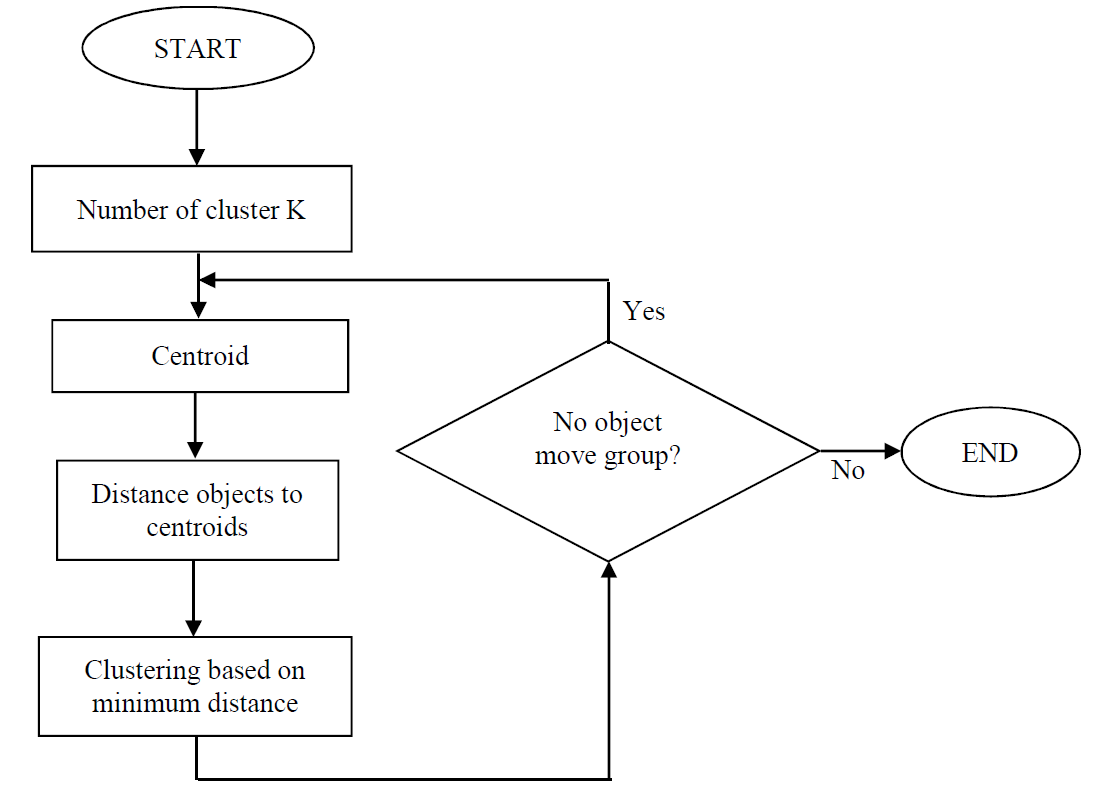 START
Number of cluster K
Centroid
Distance objects to
centroids
Clustering based on
minimum distance
No object
move group?
Yes
No
END